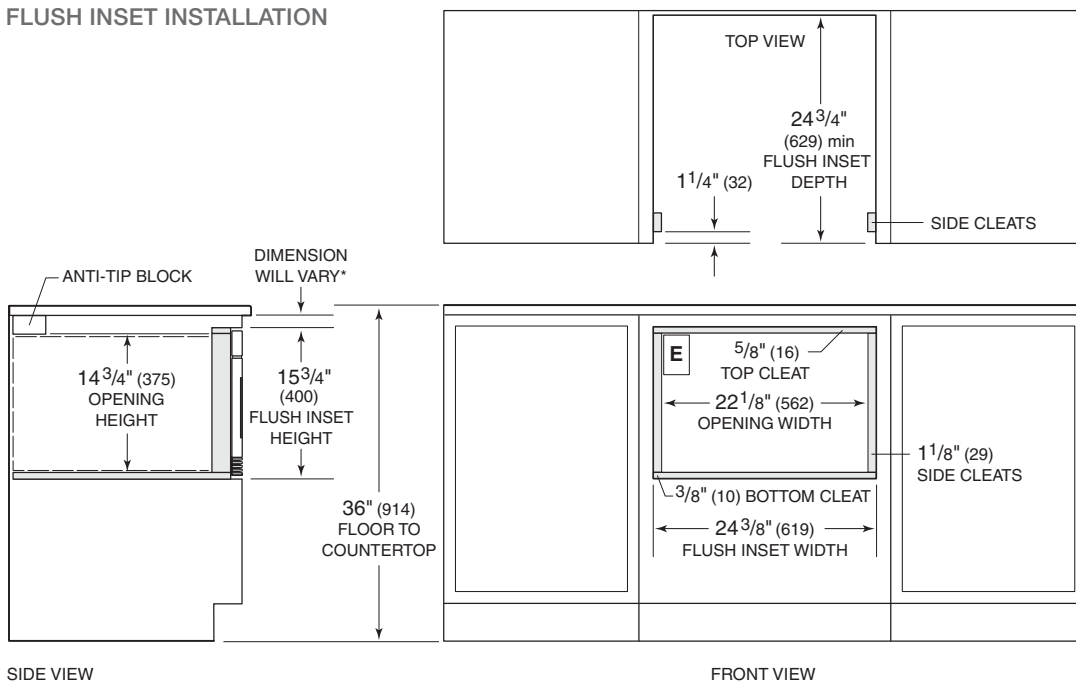 FLUSH INSET INSTALLATION
TOP VIEW
24 3/4"
(629) min
FLUSH INSET
DEPTH
1 1/4" (32)
SIDE CLEATS
ANTI-TIP BLOCK
DIMENSION
WILL VARY*
14 3/4" (375)
OPENING
HEIGHT
15 3/4"
(400)
FLUSH INSET
HEIGHT
36" (914)
FLOOR TO
COUNTERTOP
E
5/8" (16)
TOP CLEAT
22 1/8" (562)
OPENING WIDTH
1 1/8" (29)
SIDE CLEATS
3/8" (10) BOTTOM CLEAT
24 3/8" (619)
FLUSH INSET WIDTH
SIDE VIEW
FRONT VIEW